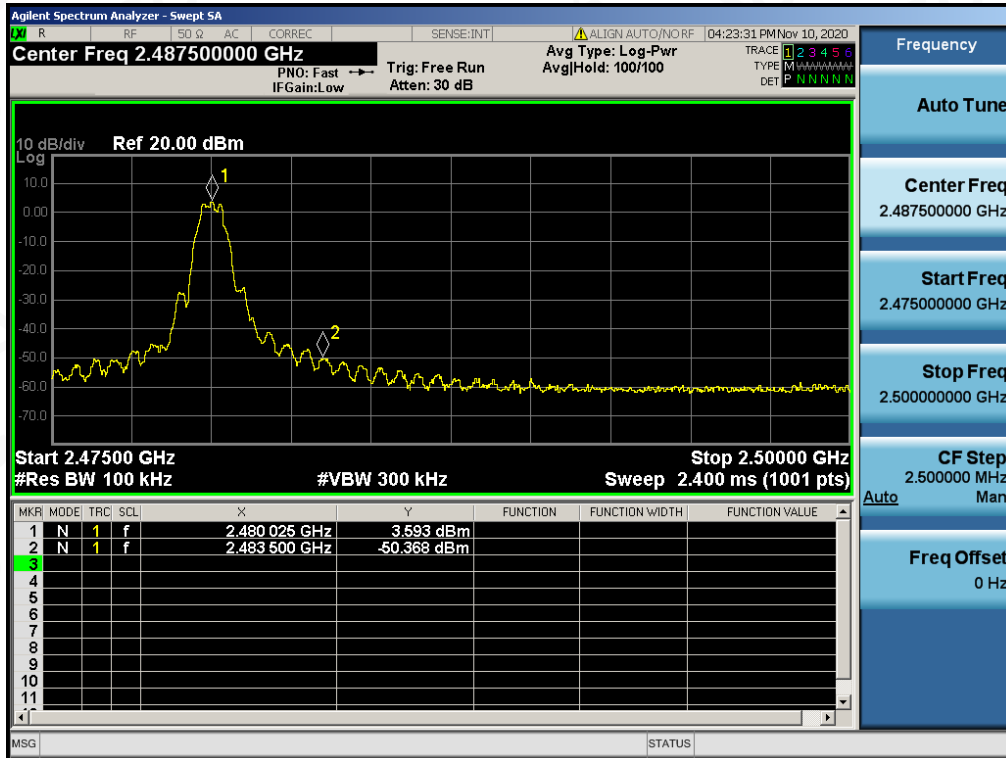 Agilent Spectrum Analyzer - Swept SA
LXI R RF 50 Ω AC CORREC SENSE:INT ALIGN AUTO/NO RF 04:23:31 PM Nov 10, 2020
Center Freq 2.487500000 GHz
PNO: Fast
IFGain:Low
Trig: Free Run
Atten: 30 dB
Avg Type: Log-Pwr
Avg|Hold: 100/100
TRACE 1 2 3 4 5 6
TYPE M WWWWW
DET P N N N N N
10 dB/div Ref 20.00 dBm
Log
10.0
0.00
-10.0
-20.0
-30.0
-40.0
-50.0
-60.0
-70.0
1
2
Start 2.47500 GHz Stop 2.50000 GHz
#Res BW 100 kHz #VBW 300 kHz Sweep 2.400 ms (1001 pts)
MKR MODE TRC SCL X Y FUNCTION FUNCTION WIDTH FUNCTION VALUE
1 N 1 f 2.480 025 GHz 3.593 dBm
2 N 1 f 2.483 500 GHz -50.368 dBm
3
4
5
6
7
8
9
10
11
MSG STATUS
Frequency
Auto Tune
Center Freq
2.487500000 GHz
Start Freq
2.475000000 GHz
Stop Freq
2.500000000 GHz
CF Step
2.500000 MHz
Auto Man
Freq Offset
0 Hz